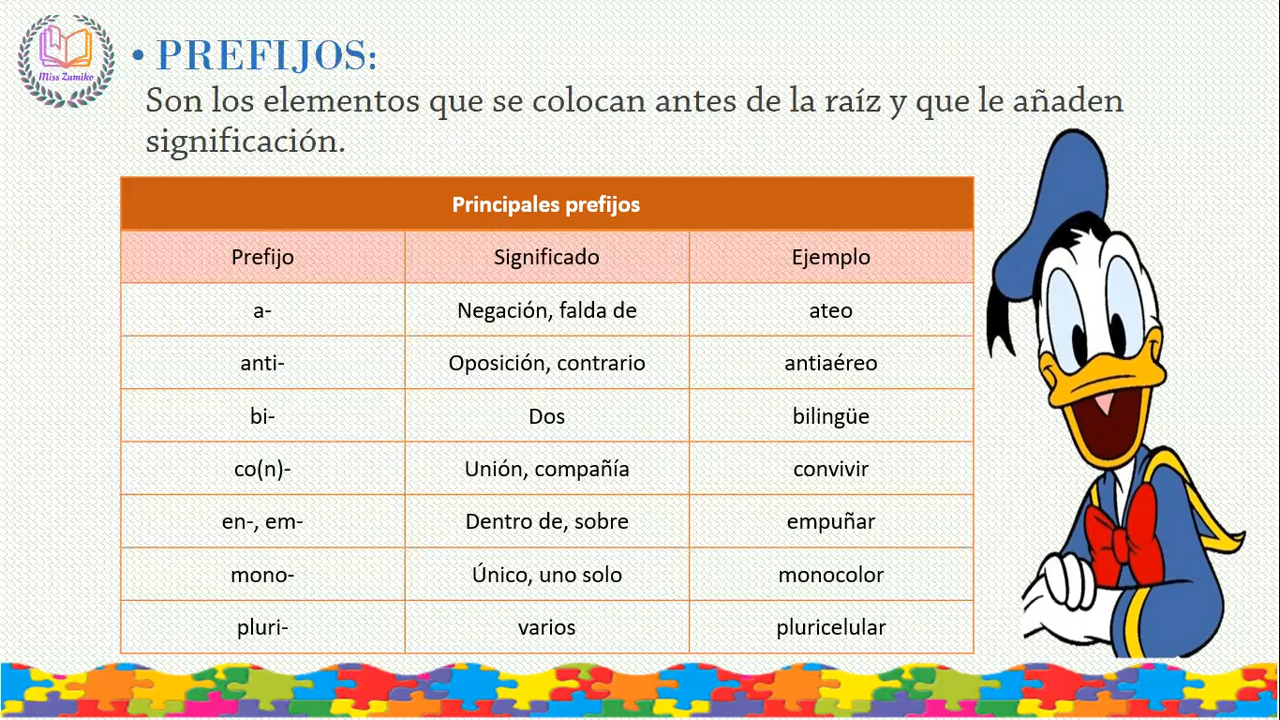 Miss Zumiko
• PREFIJOS:
Son los elementos que se colocan antes de la raíz y que le añaden
significación.
Principales prefijos
Prefijo Significado Ejemplo
a- Negación, falda de ateo
anti- Oposición, contrario antiaéreo
bi- Dos bilingüe
co(n)- Unión, compañía convivir
en-, em- Dentro de, sobre empuñar
mono- Único, uno solo monocolor
pluri- varios pluricelular